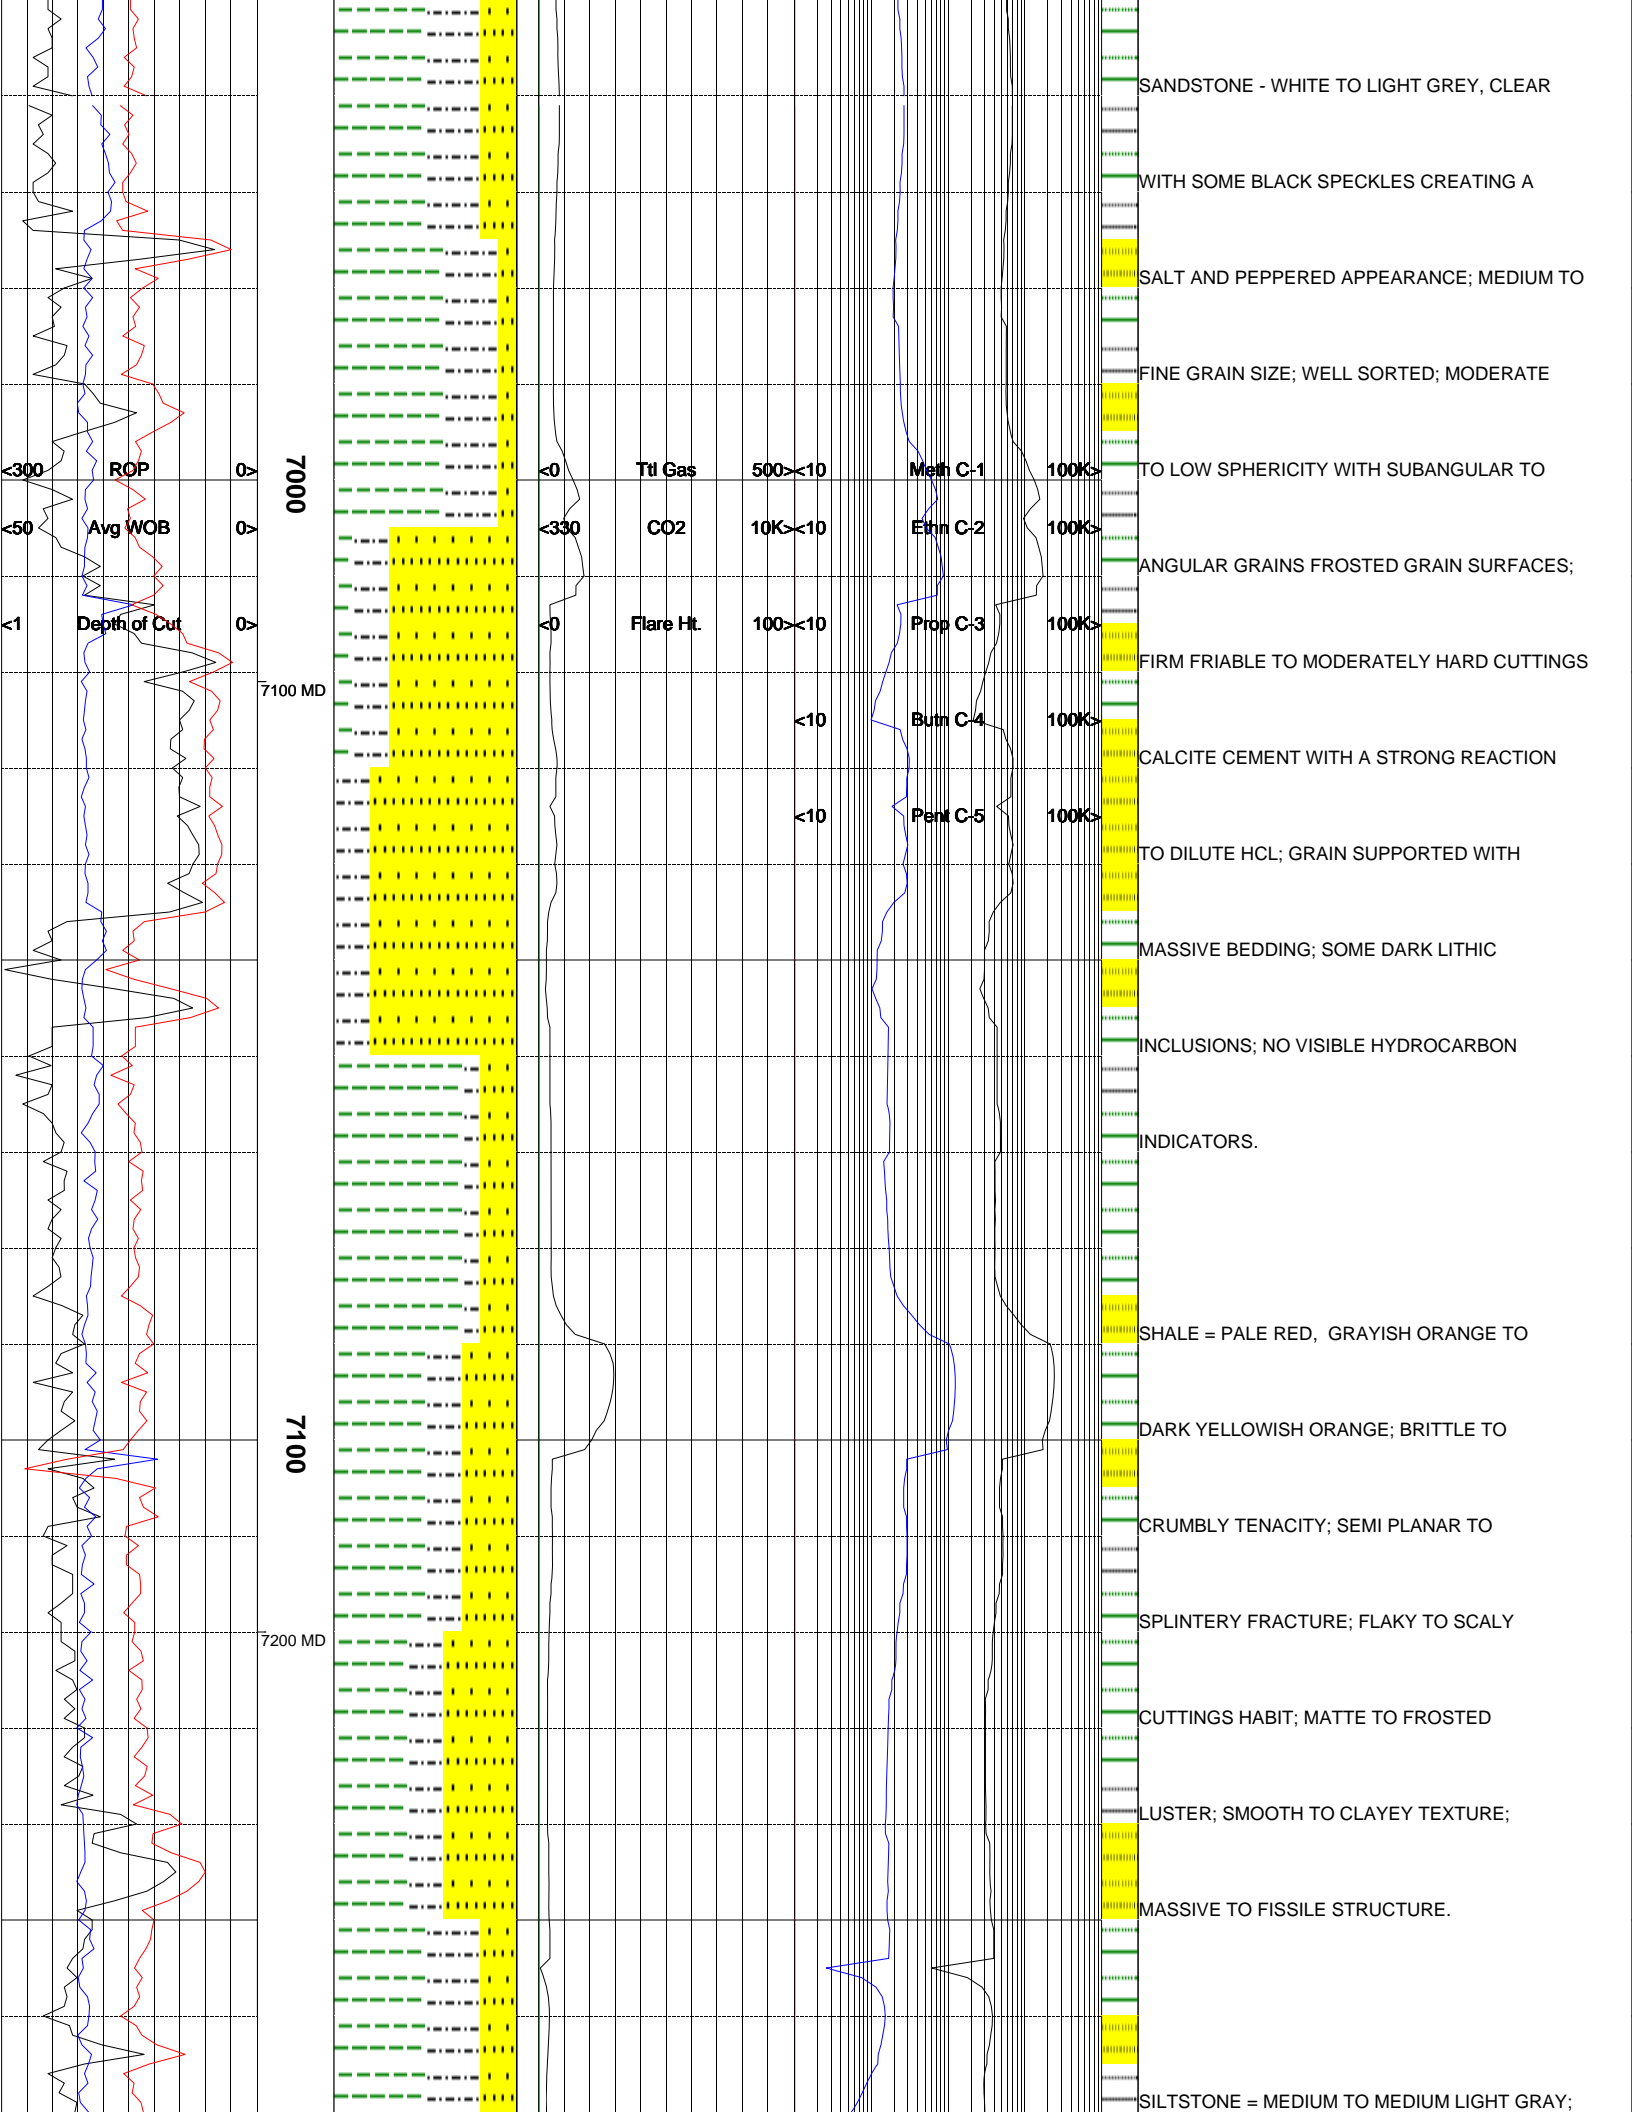 SANDSTONE - WHITE TO LIGHT GREY, CLEAR
WITH SOME BLACK SPECKLES CREATING A
SALT AND PEPPERED APPEARANCE; MEDIUM TO
FINE GRAIN SIZE; WELL SORTED; MODERATE
<300 ROP 0> 7000 <0 Ttl Gas 500><10 Meth C-1 100K> TO LOW SPHERICITY WITH SUBANGULAR TO
<50 Avg WOB 0> <330 CO2 10K><10 Ethn C-2 100K>
ANGULAR GRAINS FROSTED GRAIN SURFACES;
<1 Depth of Cut 0> <0 Flare Ht. 100><10 Prop C-3 100K>
FIRM FRIABLE TO MODERATELY HARD CUTTINGS
7100 MD
<10 Butn C-4 100K>
CALCITE CEMENT WITH A STRONG REACTION
<10 Pent C-5 100K>
TO DILUTE HCL; GRAIN SUPPORTED WITH
MASSIVE BEDDING; SOME DARK LITHIC
INCLUSIONS; NO VISIBLE HYDROCARBON
INDICATORS.
SHALE = PALE RED,  GRAYISH ORANGE TO
7100 DARK YELLOWISH ORANGE; BRITTLE TO
CRUMBLY TENACITY; SEMI PLANAR TO
SPLINTERY FRACTURE; FLAKY TO SCALY
7200 MD
CUTTINGS HABIT; MATTE TO FROSTED
LUSTER; SMOOTH TO CLAYEY TEXTURE;
MASSIVE TO FISSILE STRUCTURE.
SILTSTONE = MEDIUM TO MEDIUM LIGHT GRAY;